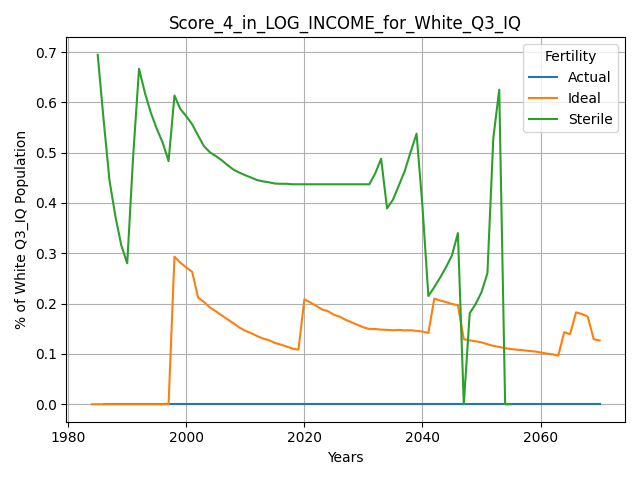 Score_4_in_LOG_INCOME_for_White_Q3_IQ
% of White Q3_IQ Population
0.7
0.6
0.5
0.4
0.3
0.2
0.1
0.0
Fertility
Actual
Ideal
Sterile
1980
2000
2020
2040
2060
Years